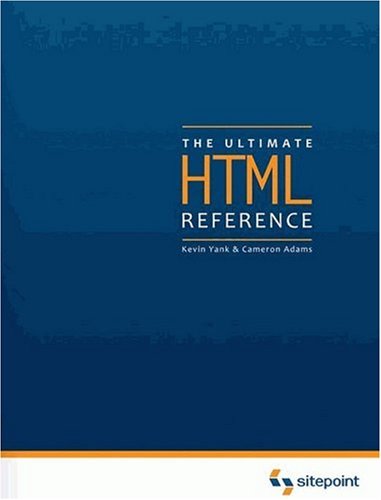 THE ULTIMATE
HTML
REFERENCE
Kevin Yank & Cameron Adams
sitepoint